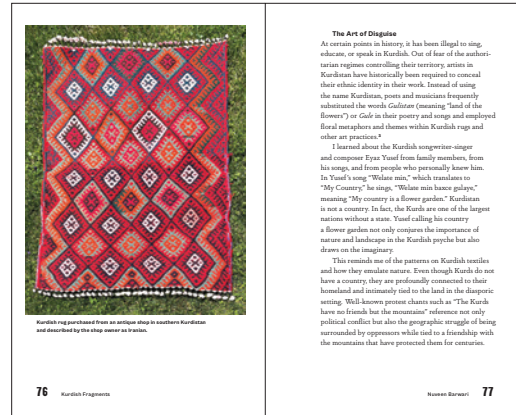 Kurdish rug purchased from an antique shop in southern Kurdistan
and described by the shop owner as Iranian.
76 Kurdish Fragments
The Art of Disguise
At certain points in history, it has been illegal to sing,
educate, or speak in Kurdish. Out of fear of the authori-
tarian regimes controlling their territory, artists in
Kurdistan have historically been required to conceal
their ethnic identity in their work. Instead of using
the name Kurdistan, poets and musicians frequently
substituted the words Gulistan (meaning “land of the
flowers”) or Gule in their poetry and songs and employed
floral metaphors and themes within Kurdish rugs and
other art practices.²
I learned about the Kurdish songwriter-singer
and composer Eyaz Yusef from family members, from
his songs, and from people who personally knew him.
In Yusef’s song “Welate min,” which translates to
“My Country,” he sings, “Welate min baxce gulaye,”
meaning “My country is a flower garden.” Kurdistan
is not a country. In fact, the Kurds are one of the largest
nations without a state. Yusef calling his country
a flower garden not only conjures the importance of
nature and landscape in the Kurdish psyche but also
draws on the imaginary.
This reminds me of the patterns on Kurdish textiles
and how they emulate nature. Even though Kurds do not
have a country, they are profoundly connected to their
homeland and intimately tied to the land in the diasporic
setting. Well-known protest chants such as “The Kurds
have no friends but the mountains” reference not only
political conflict but also the geographic struggle of being
surrounded by oppressors while tied to a friendship with
the mountains that have protected them for centuries.
Nuveen Barwari 77